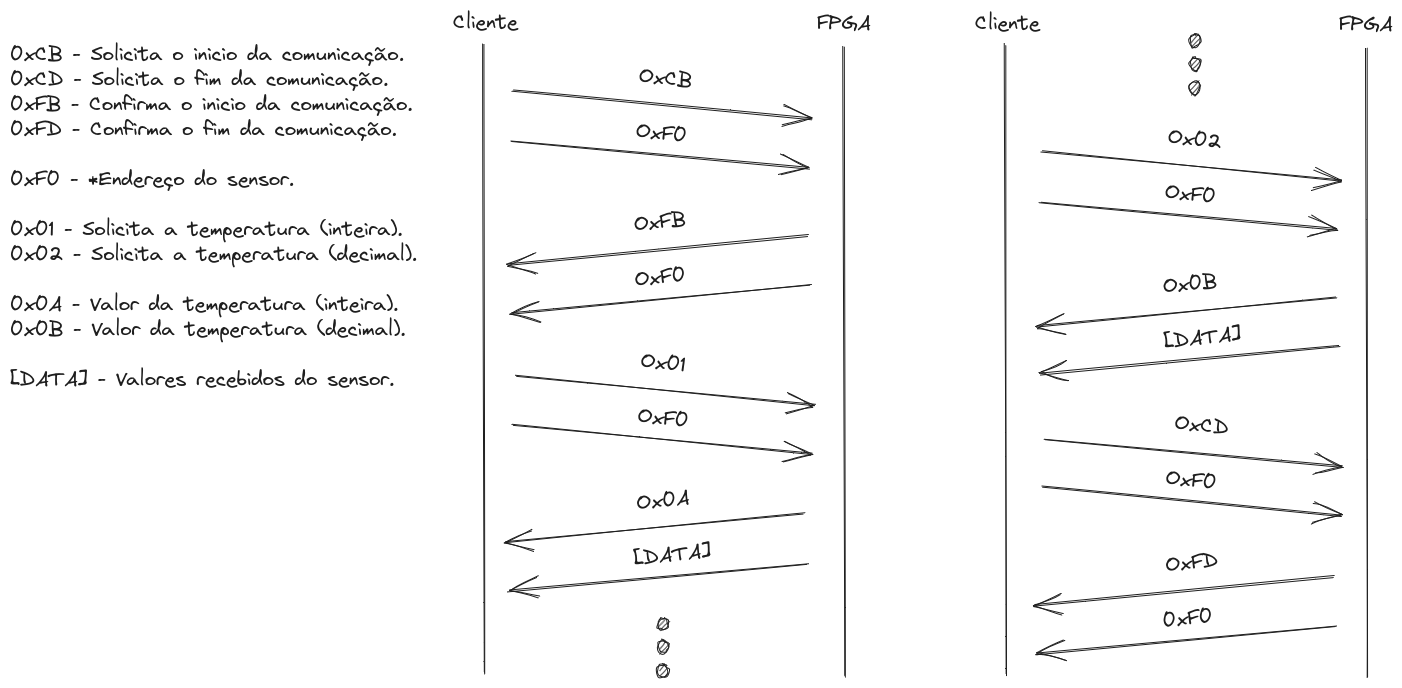 0xCB - Solicita o inicio da comunicação.
0xCD - Solicita o fim da comunicação.
0xFB - Confirma o inicio da comunicação.
0xFD - Confirma o fim da comunicação.
0xF0 - *Endereço do sensor.
0x01 - Solicita a temperatura (inteira).
0x02 - Solicita a temperatura (decimal).
0x0A - Valor da temperatura (inteira).
0x0B - Valor da temperatura (decimal).
[DATA] - Valores recebidos do sensor.
Cliente FPGA
0xCB
0xF0
0xFB
0xF0
0x01
0xF0
0x0A
[DATA]
Cliente FPGA
0x02
0xF0
0x0B
[DATA]
0xCD
0xF0
0xFD
0xF0